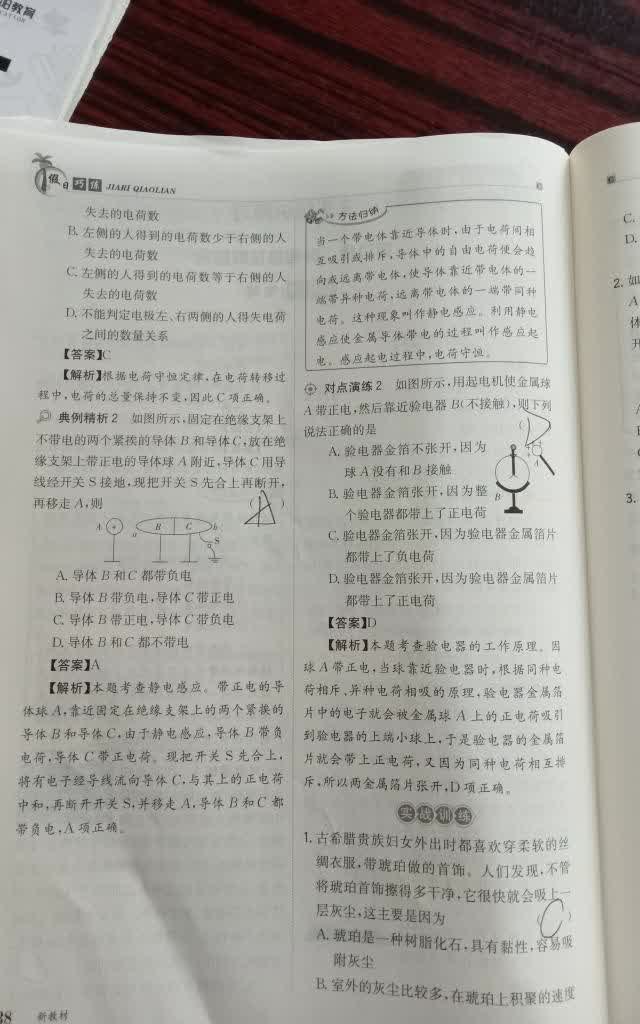 阳教育
假日巧练 JIARI QIAOLIAN
失去的电荷数
B. 左侧的人得到的电荷数少于右侧的人
失去的电荷数
C. 左侧的人得到的电荷数等于右侧的人
失去的电荷数
D. 不能判定电极左、右两侧的人得失电荷
之间的数量关系
【答案】C
【解析】根据电荷守恒定律,在电荷转移过
程中,电荷的总量保持不变,因此C项正确。
典例精析2 如图所示,固定在绝缘支架上
不带电的两个紧挨的导体B和导体C,放在绝
缘支架上带正电的导体球A附近,导体C用导
线经开关S接地,现把开关S先合上再断开,
再移走A,则 (A)
A + a B C b S
A. 导体B和C都带负电
B. 导体B带负电,导体C带正电
C. 导体B带正电,导体C带负电
D. 导体B和C都不带电
【答案】A
【解析】本题考查静电感应。带正电的导
体球A,靠近固定在绝缘支架上的两个紧挨的
导体B和导体C,由于静电感应,导体B带负
电荷,导体C带正电荷。现把开关S先合上,
将有电子经导线流向导体C,与其上的正电荷
中和,再断开开关S,并移走A,导体B和C都
带负电,A项正确。
38 新教材
方法归纳
当一个带电体靠近导体时,由于电荷间相
互吸引或排斥,导体中的自由电荷便会趋
向或远离带电体,使导体靠近带电体的一
端带异种电荷,远离带电体的一端带同种
电荷。这种现象叫作静电感应。利用静电
感应使金属导体带电的过程叫作感应起
电。感应起电过程中,电荷守恒。
对点演练2 如图所示,用起电机使金属球
A带正电,然后靠近验电器B(不接触),则下列
说法正确的是 (D)
A. 验电器金箔不张开,因为
球A没有和B接触
B. 验电器金箔张开,因为整
个验电器都带上了正电荷
A
B
C. 验电器金箔张开,因为验电器金属箔片
都带上了负电荷
D. 验电器金箔张开,因为验电器金属箔片
都带上了正电荷
【答案】D
【解析】本题考查验电器的工作原理。因
球A带正电,当球靠近验电器时,根据同种电
荷相斥、异种电荷相吸的原理,验电器金属箔
片中的电子就会被金属球A上的正电荷吸引
到验电器的上端小球上,于是验电器的金属箔
片就会带上正电荷,又因为同种电荷相互排
斥,所以两金属箔片张开,D项正确。
实战训练
1. 古希腊贵族妇女外出时都喜欢穿柔软的丝
绸衣服,带琥珀做的首饰。人们发现,不管
将琥珀首饰擦得多干净,它很快就会吸上一
层灰尘,这主要是因为 (C)
A. 琥珀是一种树脂化石,具有黏性,容易吸
附灰尘
B. 室外的灰尘比较多,在琥珀上积聚的速度
C.
D.
2. 如
A
体
3.